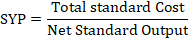 SYP = Total standard Cost / Net Standard Output